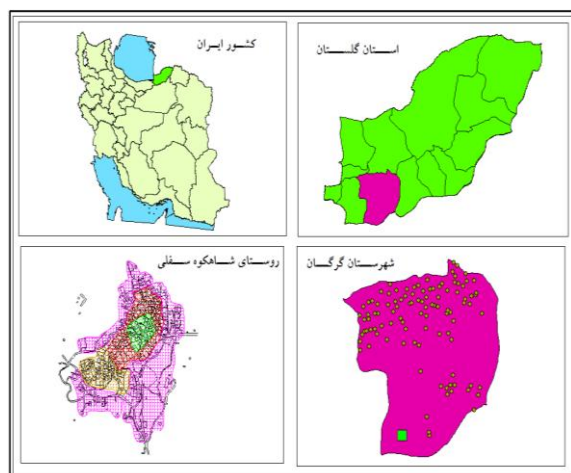 کشور ایران
استان گلستان
روستای شاهکوه سفلی
شهرستان گرگان